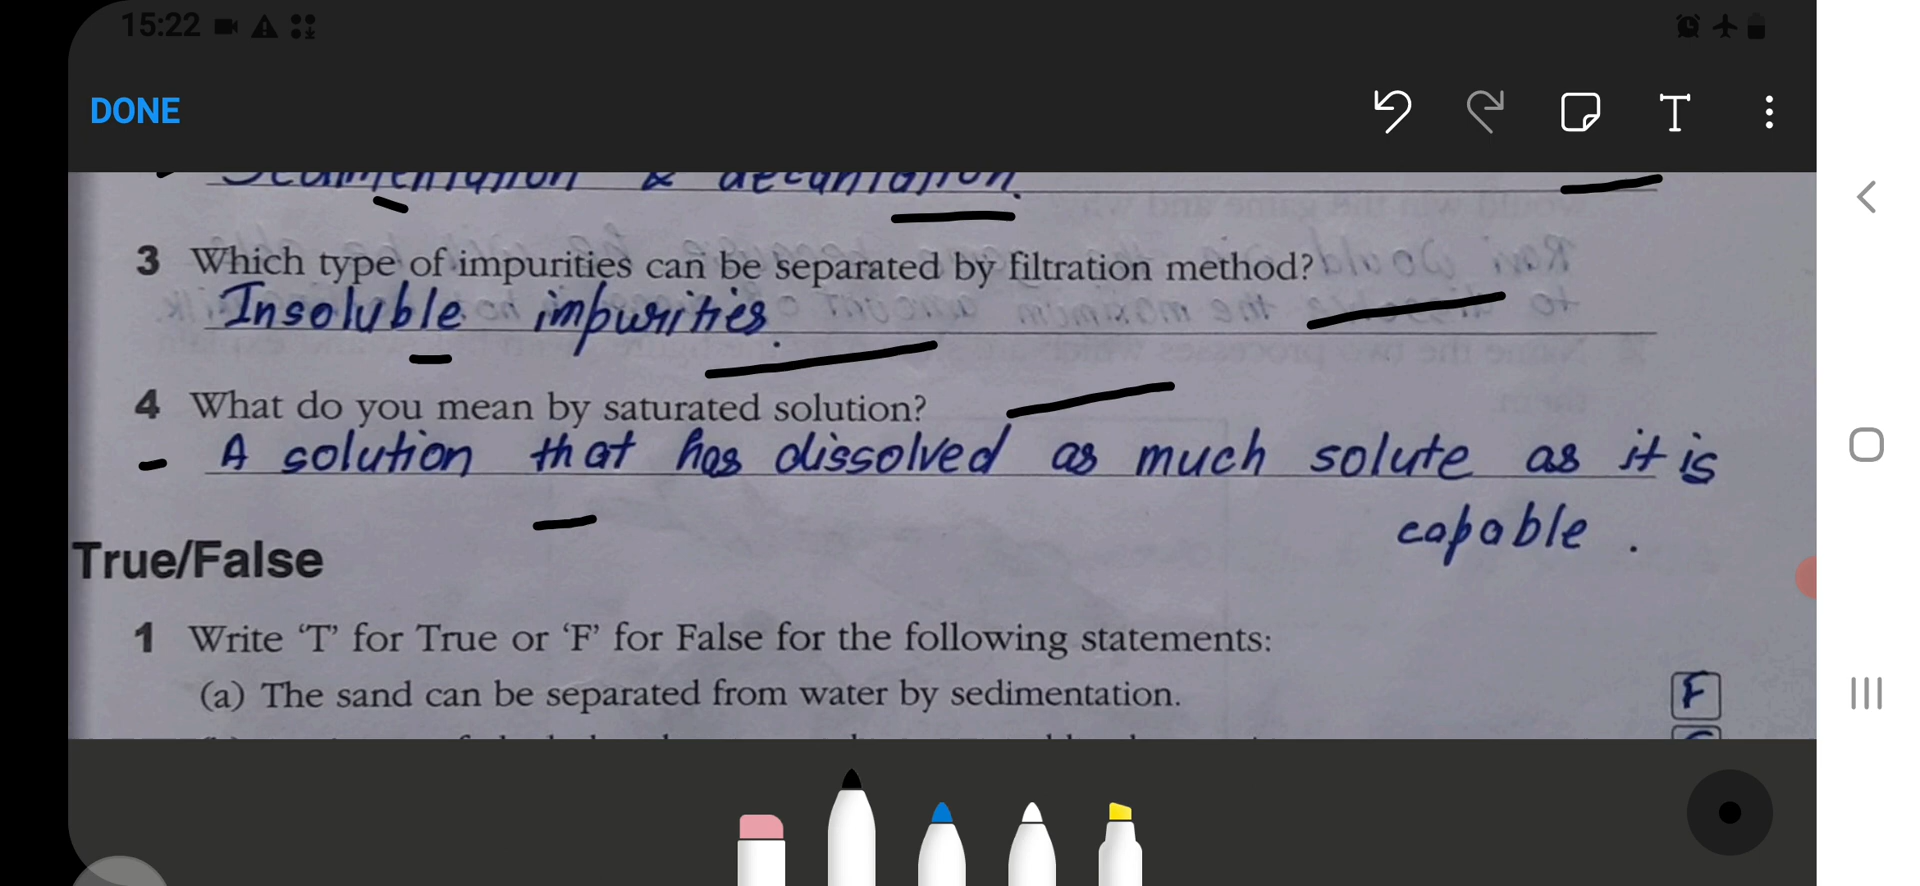 15:22
DONE
T
Sedimentation & decantation.
3 Which type of impurities can be separated by filtration method?
Insoluble impurities.
4 What do you mean by saturated solution?
A solution that has dissolved as much solute as it is
capable .
True/False
1 Write ‘T’ for True or ‘F’ for False for the following statements:
(a) The sand can be separated from water by sedimentation. F